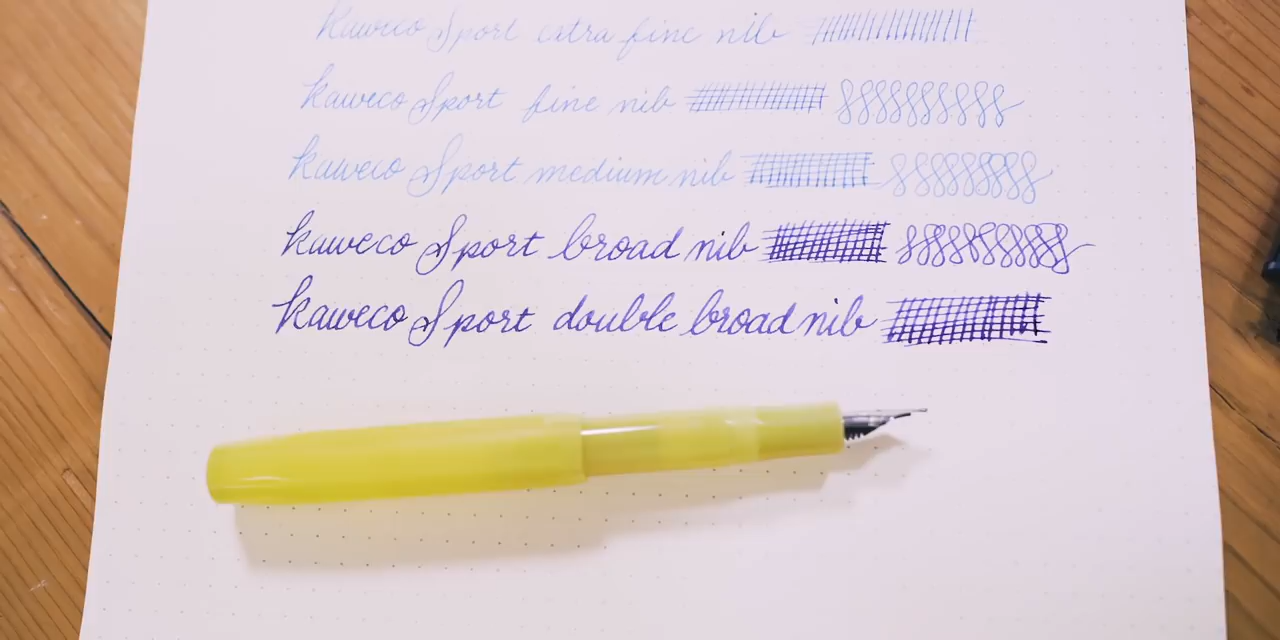 kaweco Sport extra fine nib
kaweco Sport fine nib
kaweco Sport medium nib
kaweco Sport broad nib
kaweco Sport double broad nib